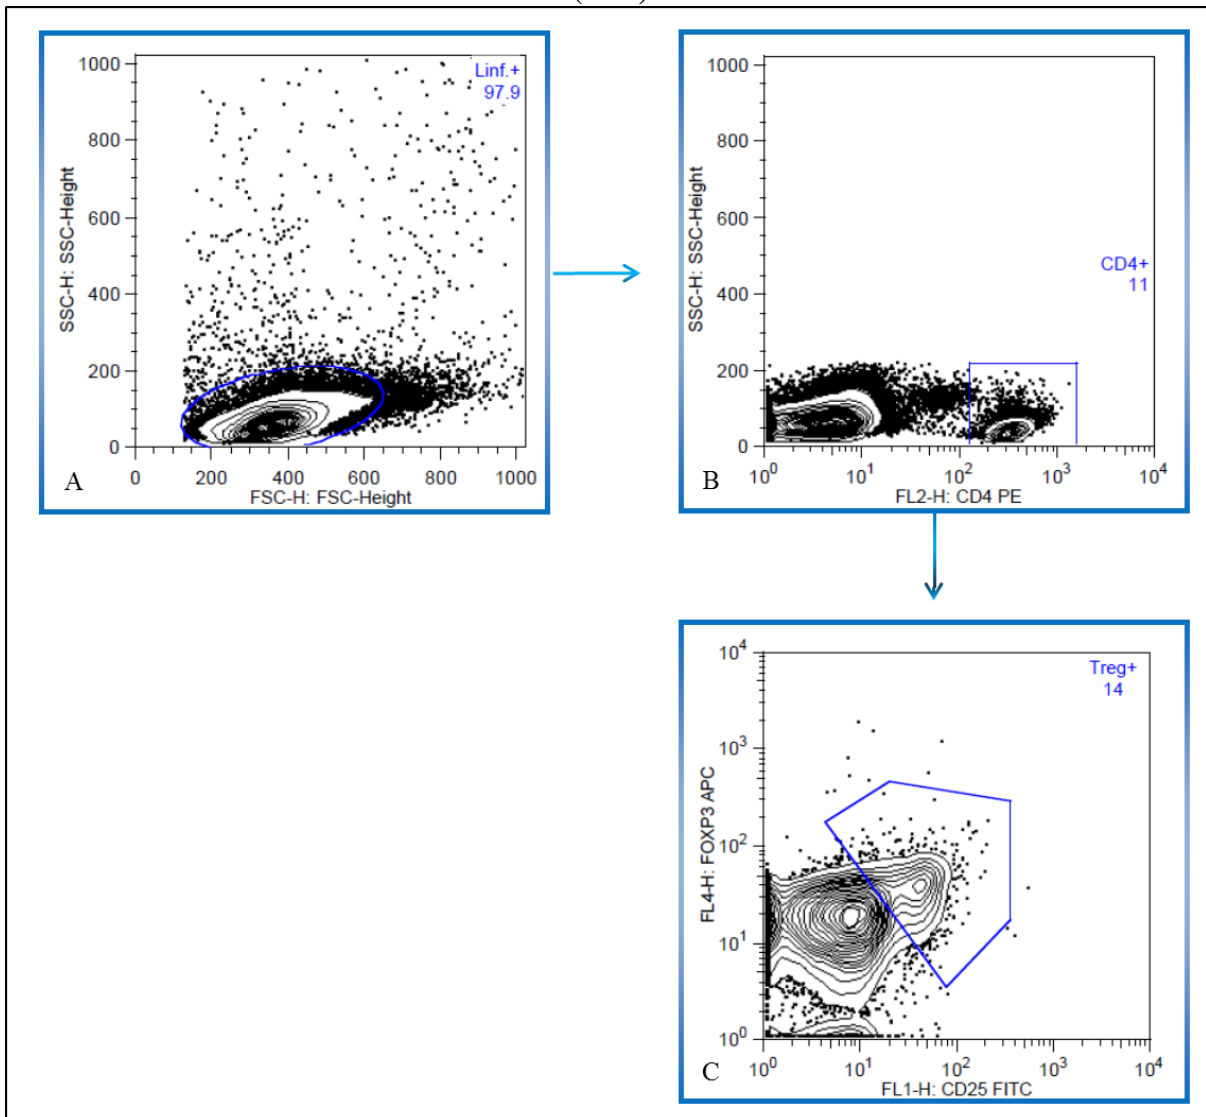 Linf.+
97.9
1000
800
600
400
200
0
SSC-H: SSC-Height
0 200 400 600 800 1000
FSC-H: FSC-Height
A
CD4+
11
1000
800
600
400
200
0
SSC-H: SSC-Height
10^0 10^1 10^2 10^3 10^4
FL2-H: CD4 PE
B
Treg+
14
10^4
10^3
10^2
10^1
10^0
FL4-H: FOXP3 APC
10^0 10^1 10^2 10^3 10^4
FL1-H: CD25 FITC
C